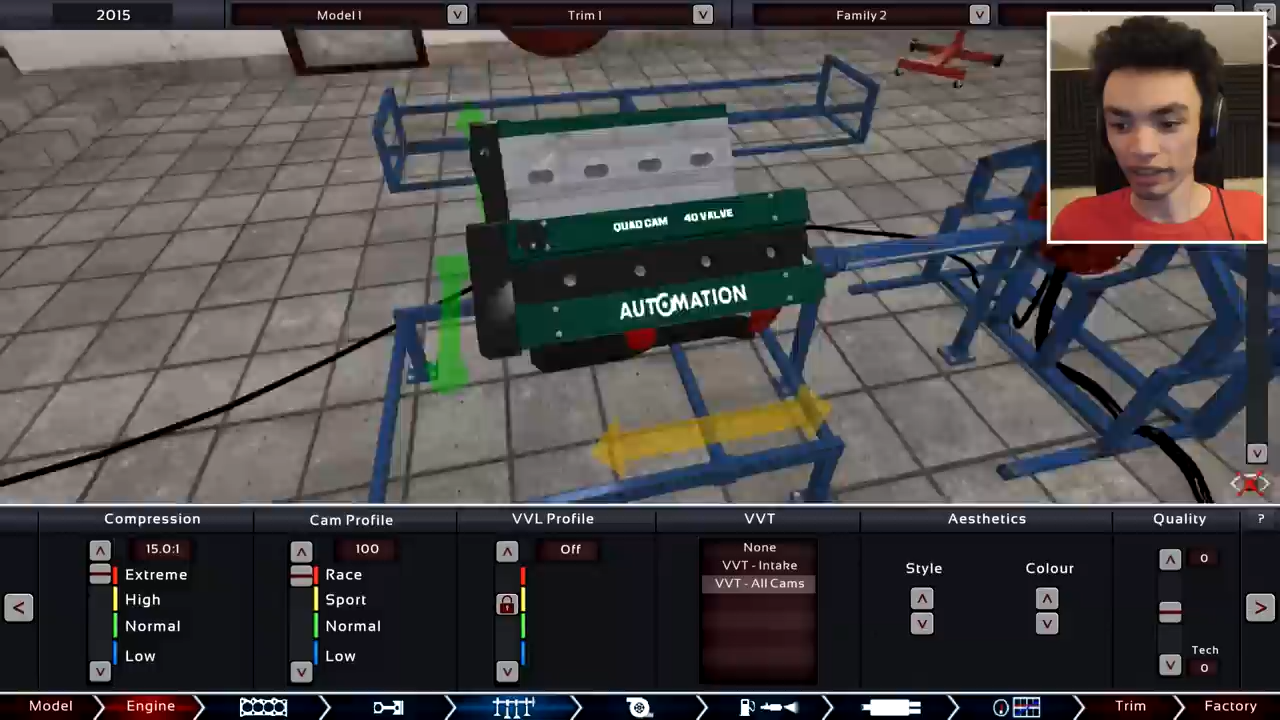 2015
Model 1
Trim 1
Family 2
QUAD CAM 40 VALVE
AUTOMATION
Compression
Cam Profile
VVL Profile
VVT
Aesthetics
Quality
?
15.0:1
Extreme
High
Normal
Low
100
Race
Sport
Normal
Low
Off
None
VVT - Intake
VVT - All Cams
Style
Colour
0
Tech
0
Model
Engine
Trim
Factory